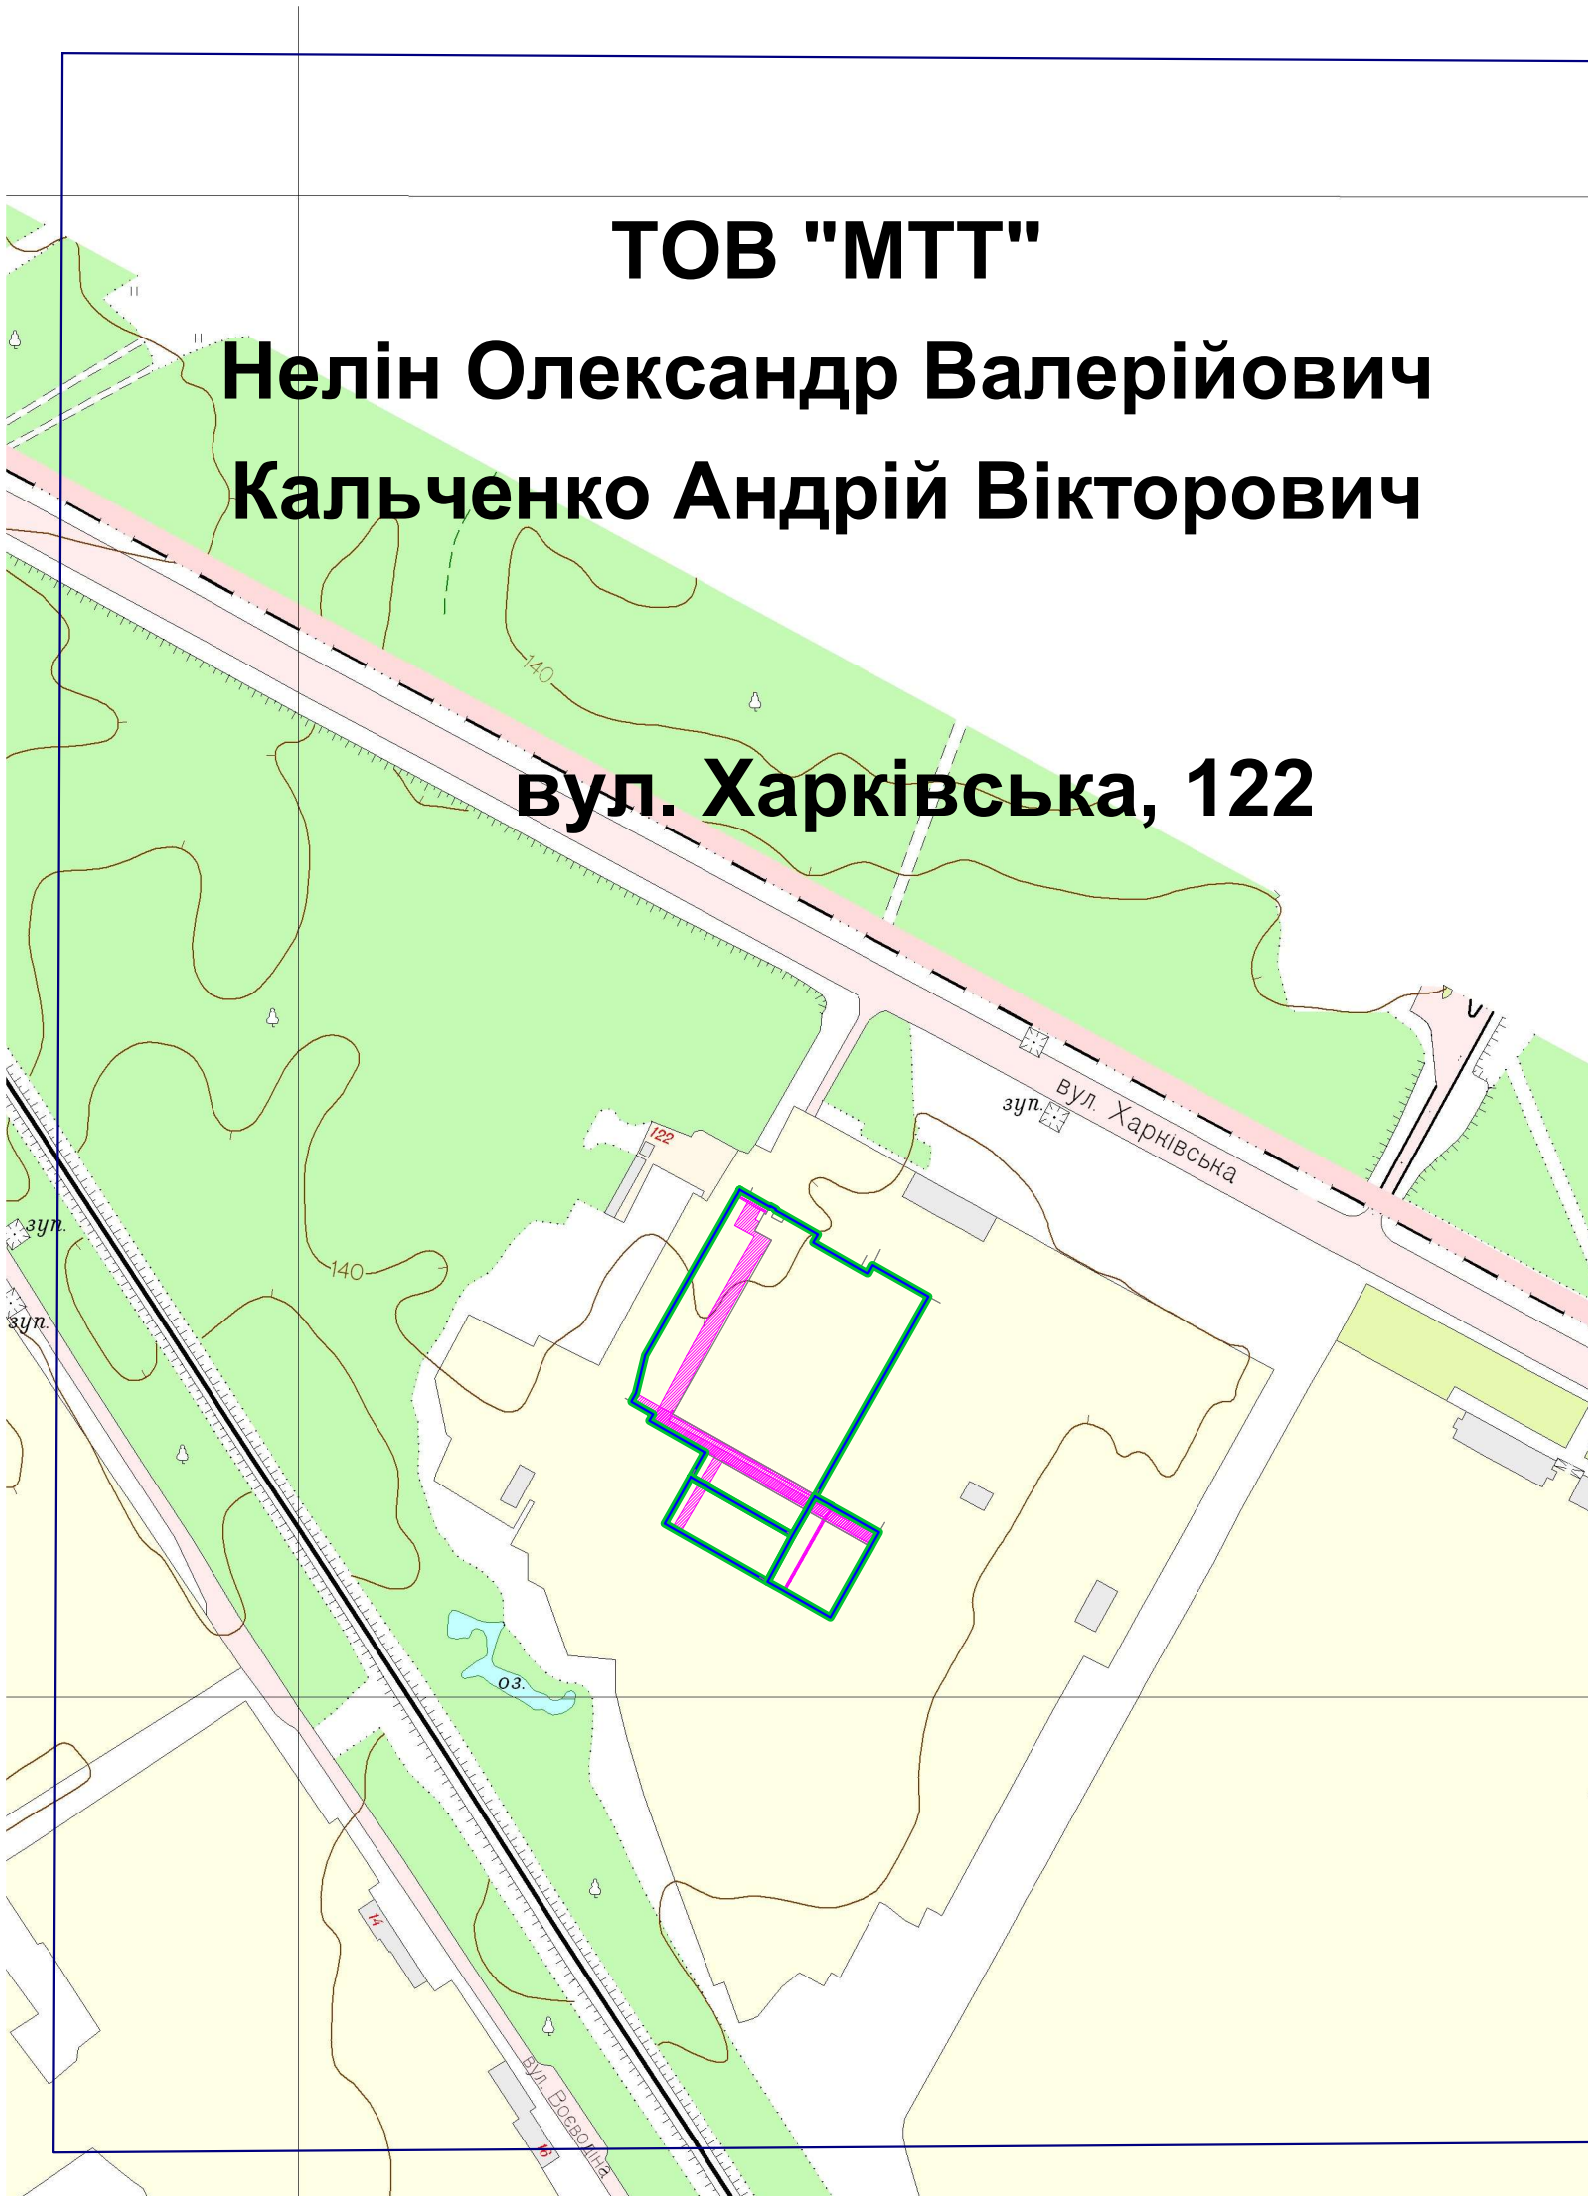 ТОВ "МТТ"
Нелін Олександр Валерійович
Кальченко Андрій Вікторович
140
вул. Харківська, 122
зуп.
вул. Харківська
122
зуп.
140
зуп.
оз.
14
вул. Воєводіна
16